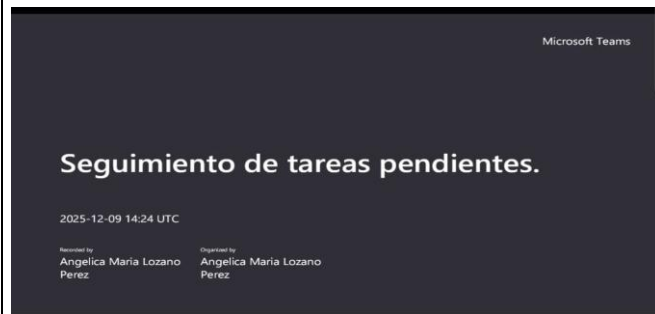 Microsoft Teams
Seguimiento de tareas pendientes.
2025-12-09 14:24 UTC
Recorded by
Angelica Maria Lozano
Perez
Organized by
Angelica Maria Lozano
Perez